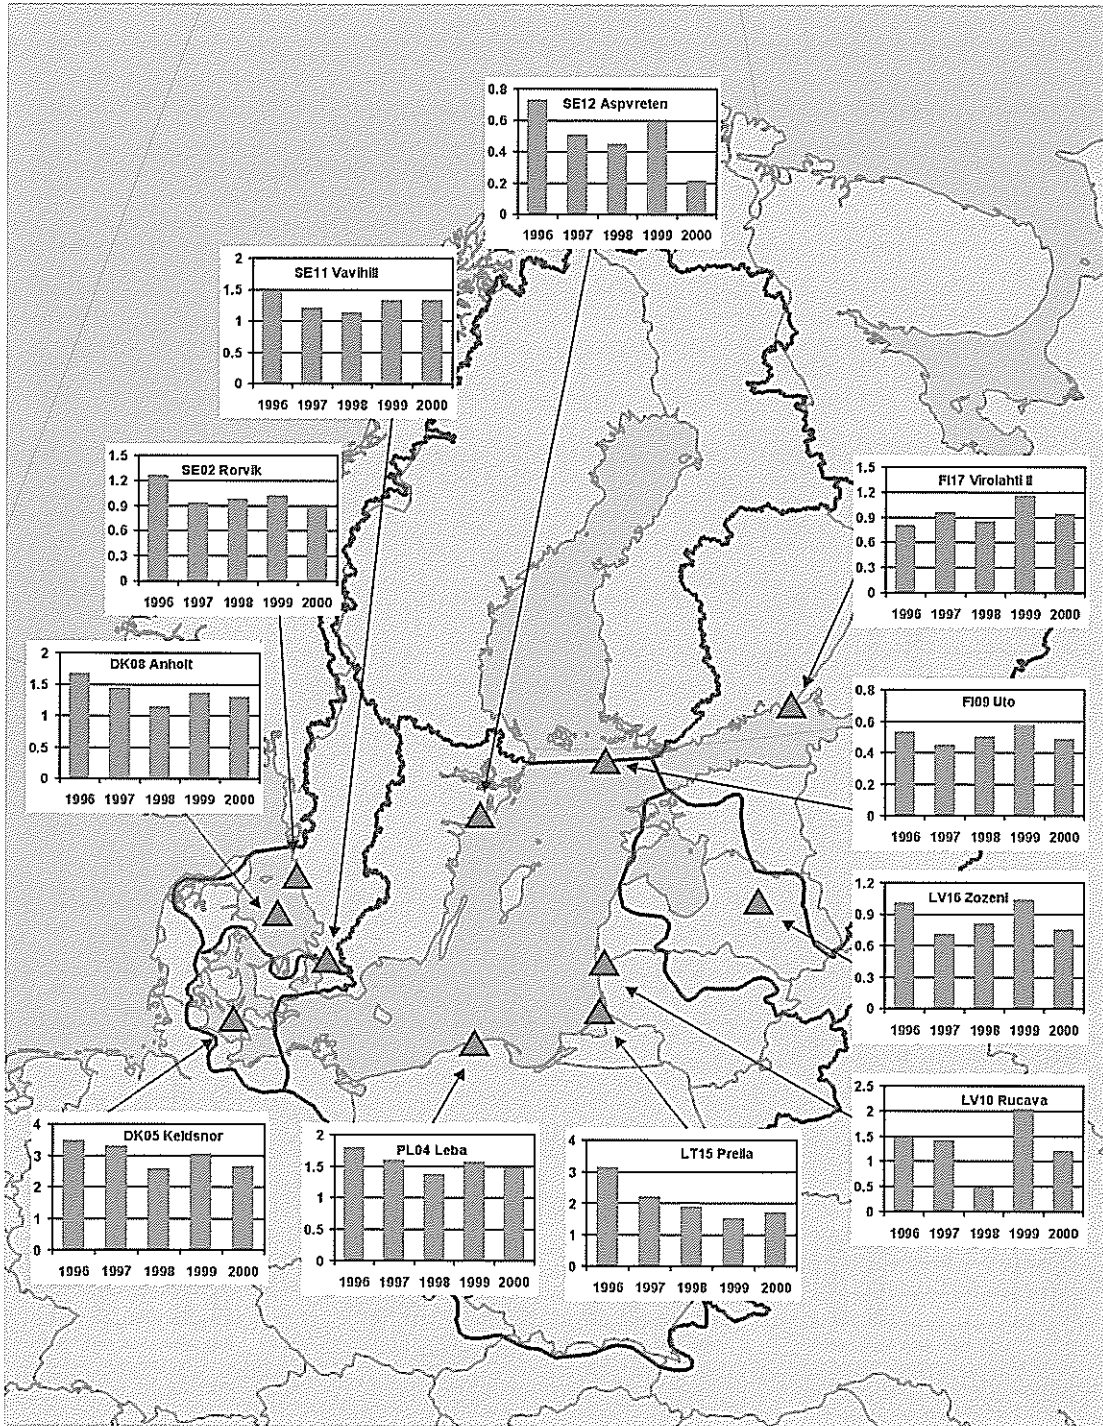 0.8
SE12 Aspvreten
0.6
0.4
0.2
0
1996 1997 1998 1999 2000
2
SE11 Vavihill
1.5
1
0.5
0
1996 1997 1998 1999 2000
1.5
SE02 Rorvik
1.2
0.9
0.6
0.3
0
1996 1997 1998 1999 2000
1.5
FI17 Virolahti II
1.2
0.9
0.6
0.3
0
1996 1997 1998 1999 2000
2
DK08 Anholt
1.5
1
0.5
0
1996 1997 1998 1999 2000
0.8
FI09 Uto
0.6
0.4
0.2
0
1996 1997 1998 1999 2000
1.2
LV16 Zozeni
0.9
0.6
0.3
0
1996 1997 1998 1999 2000
2.5
LV10 Rucava
2
1.5
1
0.5
0
1996 1997 1998 1999 2000
4
DK05 Keldsnor
3
2
1
0
1996 1997 1998 1999 2000
2
PL04 Leba
1.5
1
0.5
0
1996 1997 1998 1999 2000
4
LT15 Preila
3
2
1
0
1996 1997 1998 1999 2000